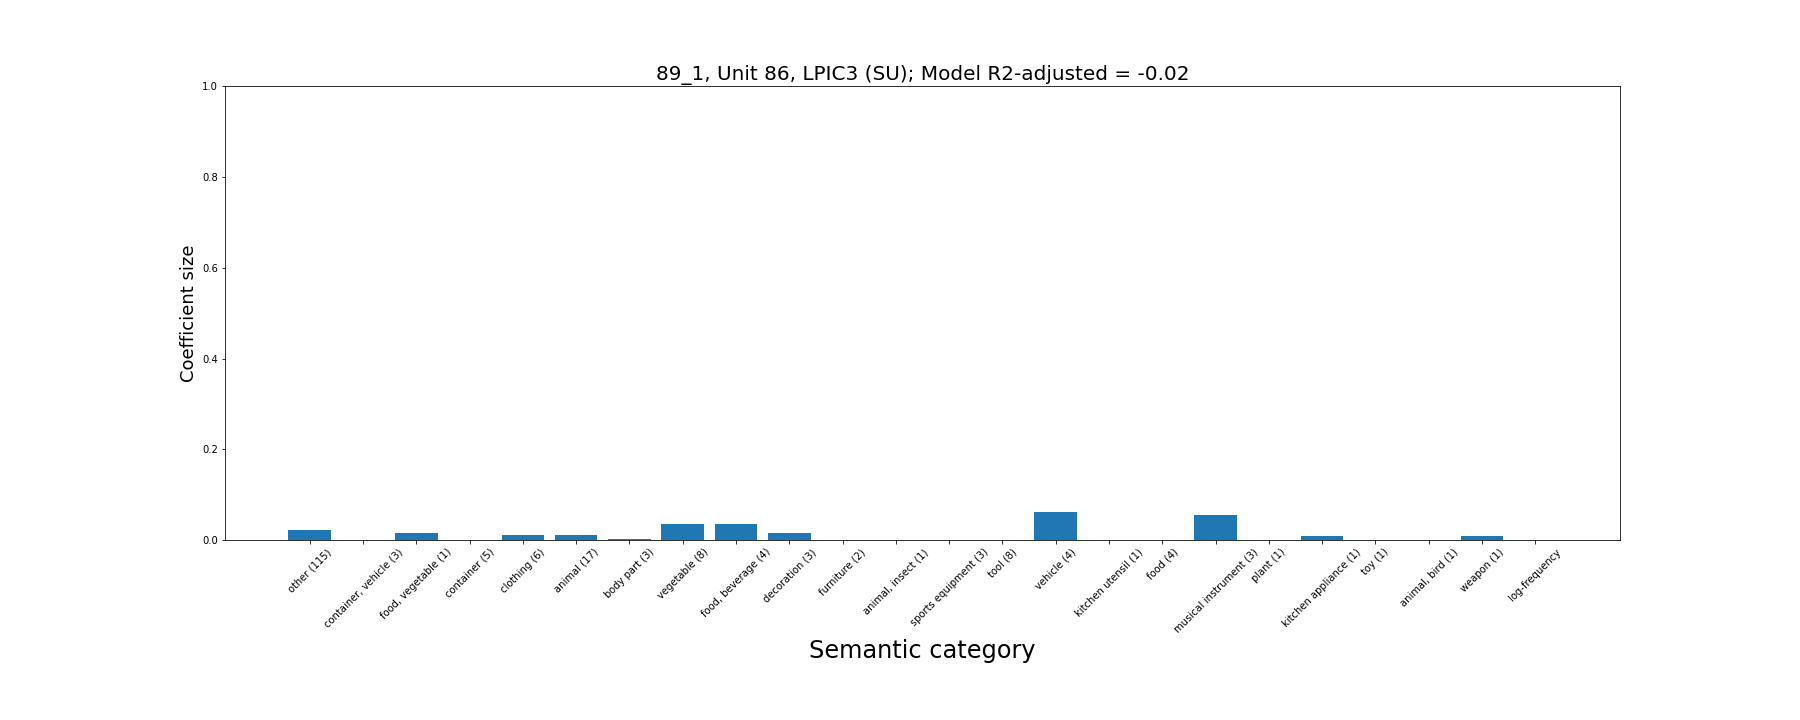 89_1, Unit 86, LPIC3 (SU); Model R2-adjusted = -0.02
Coefficient size
1.0
0.8
0.6
0.4
0.2
0.0
other (115)
container, vehicle (3)
food, vegetable (1)
container (5)
clothing (6)
animal (17)
body part (3)
vegetable (8)
food, beverage (4)
decoration (3)
furniture (2)
animal, insect (1)
sports equipment (3)
tool (8)
vehicle (4)
kitchen utensil (1)
food (4)
musical instrument (3)
plant (1)
kitchen appliance (1)
toy (1)
animal, bird (1)
weapon (1)
log-frequency
Semantic category